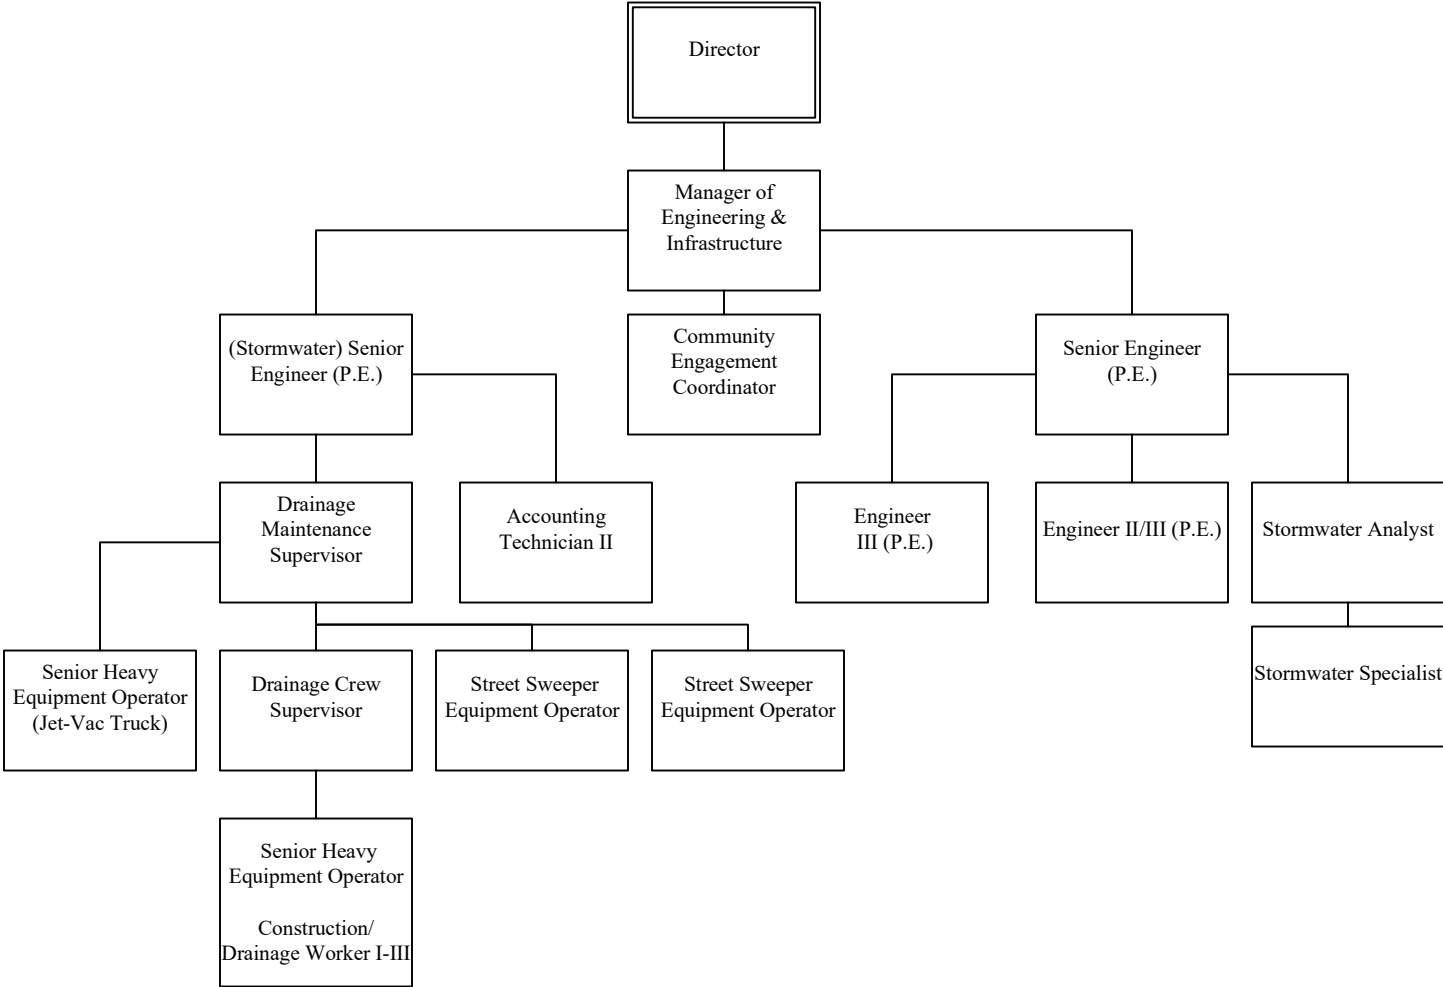 Director
Manager of
Engineering &
Infrastructure
(Stormwater) Senior
Engineer (P.E.)
Community
Engagement
Coordinator
Senior Engineer
(P.E.)
Drainage
Maintenance
Supervisor
Accounting
Technician II
Engineer
III (P.E.)
Engineer II/III (P.E.)
Stormwater Analyst
Senior Heavy
Equipment Operator
(Jet-Vac Truck)
Drainage Crew
Supervisor
Street Sweeper
Equipment Operator
Street Sweeper
Equipment Operator
Stormwater Specialist
Senior Heavy
Equipment Operator
Construction/
Drainage Worker I-III